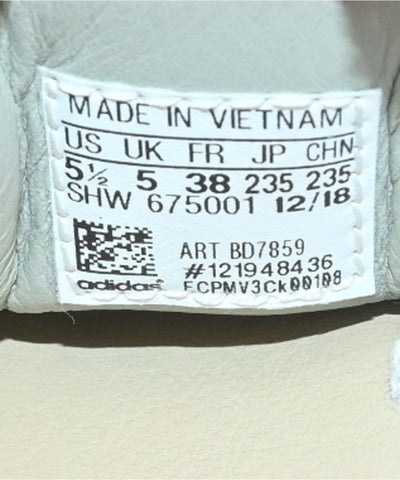 MADE IN VIETNAM
US UK FR JP CHN
5½ 5 38 235 235
SHW 675001 12/18
ART BD7859
#121948436
adidas ECPMV3Ck00108